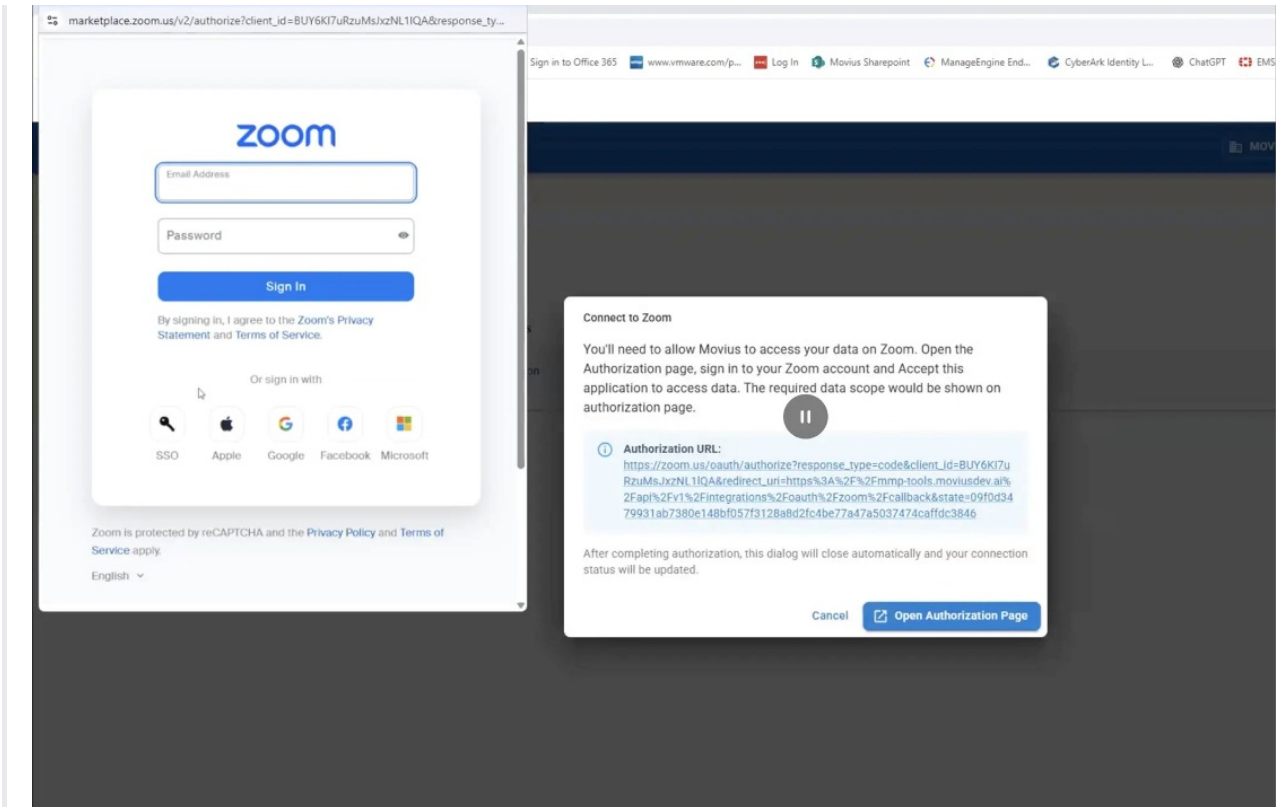 marketplace.zoom.us/v2/authorize?client_id=BUY6KI7uRzuMsJxzNL1IQA&response_ty...
Sign in to Office 365 www.vmware.com/p... Log In Movius Sharepoint ManageEngine End... CyberArk Identity L... ChatGPT EMS
MOV
zoom
Email Address
Password
Sign In
By signing in, I agree to the Zoom's Privacy
Statement and Terms of Service.
Or sign in with
SSO Apple Google Facebook Microsoft
Zoom is protected by reCAPTCHA and the Privacy Policy and Terms of
Service apply.
English
Connect to Zoom
You'll need to allow Movius to access your data on Zoom. Open the
Authorization page, sign in to your Zoom account and Accept this
application to access data. The required data scope would be shown on
authorization page.
Authorization URL:
https://zoom.us/oauth/authorize?response_type=code&client_id=BUY6KI7u
RzuMsJxzNL1IQA&redirect_uri=https%3A%2F%2Fmmp-tools.moviusdev.ai%
2Fapi%2Fv1%2Fintegrations%2Foauth%2Fzoom%2Fcallback&state=09f0d34
79931ab7380e148bf057f3128a8d2fc4be77a47a5037474caffdc3846
After completing authorization, this dialog will close automatically and your connection
status will be updated.
Cancel Open Authorization Page